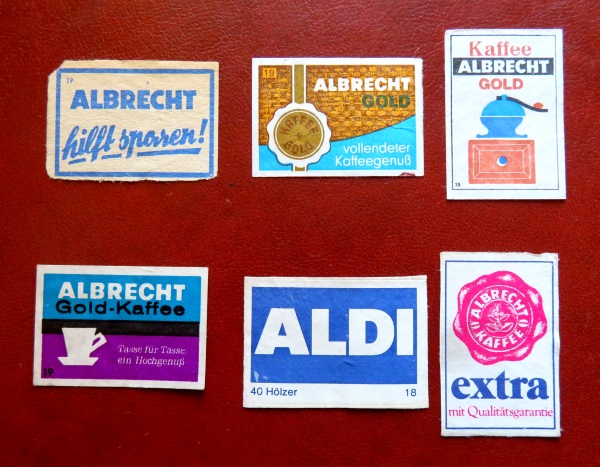 19
ALBRECHT
hilft sparen!
19
ALBRECHT
GOLD
KAFFEE
GOLD
vollendeter
Kaffeegenuß
Kaffee
ALBRECHT
GOLD
19
ALBRECHT
Gold-Kaffee
Tasse für Tasse
ein Hochgenuß
19
ALDI
40 Hölzer 18
ALBRECHT
KAFFEE
extra
mit Qualitätsgarantie